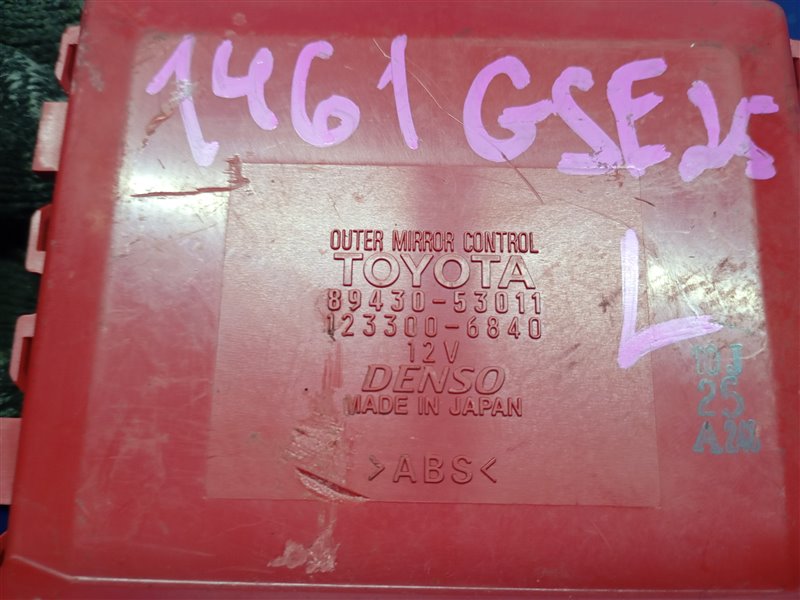 1461 GSE25
L
OUTER MIRROR CONTROL
TOYOTA
89430-53011
123300-6840
12V
DENSO
MADE IN JAPAN
>ABS<
10J
25